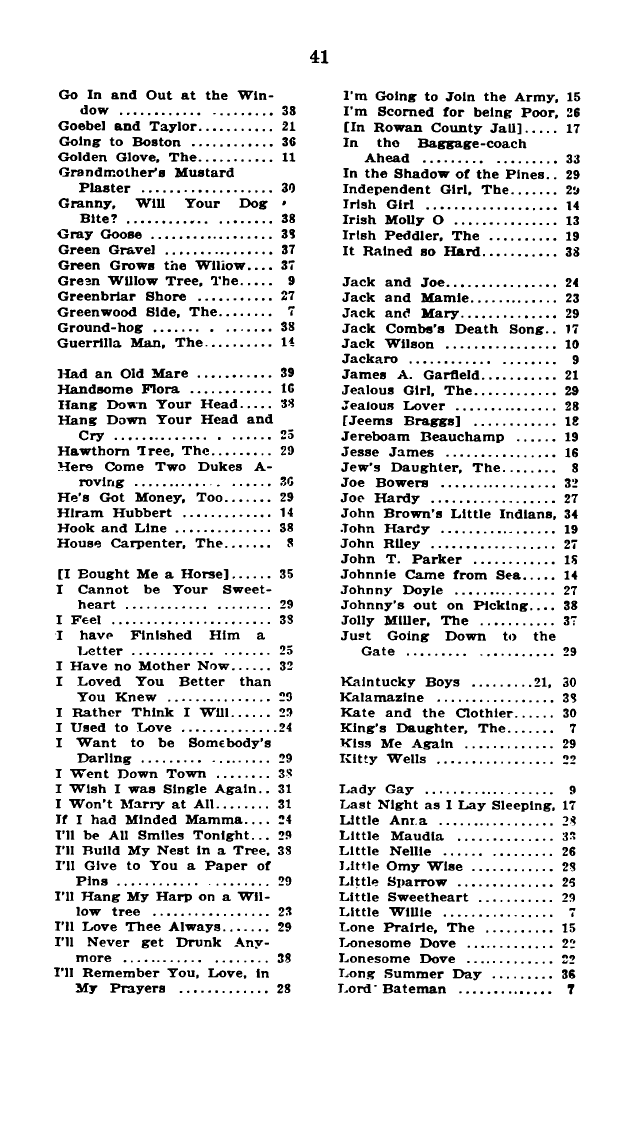 41
Go In and Out at the Win-
dow ............ ......... 38
Goebel and Taylor........... 21
Going to Boston ............ 36
Golden Glove, The........... 11
Grandmother's Mustard
Plaster ................... 30
Granny, Will Your Dog
Bite? ............ ........ 38
Gray Goose .................. 38
Green Gravel ................ 37
Green Grows the Willow.... 37
Green Willow Tree, The..... 9
Greenbriar Shore ........... 27
Greenwood Side, The........ 7
Ground-hog ....... . ....... 38
Guerrilla Man, The.......... 14
Had an Old Mare ........... 39
Handsome Flora ............ 16
Hang Down Your Head..... 38
Hang Down Your Head and
Cry ............. . ...... 25
Hawthorn Tree, The......... 29
Here Come Two Dukes A-
roving ............ ...... 36
He's Got Money, Too....... 29
Hiram Hubbert ............. 14
Hook and Line .............. 38
House Carpenter, The....... 8
[I Bought Me a Horse]...... 35
I Cannot be Your Sweet-
heart ............ ........ 29
I Feel ........................ 38
I have Finished Him a
Letter ............ ....... 25
I Have no Mother Now...... 32
I Loved You Better than
You Knew ............... 29
I Rather Think I Will...... 29
I Used to Love ..............24
I Want to be Somebody's
Darling ......... ......... 29
I Went Down Town ........ 38
I Wish I was Single Again.. 31
I Won't Marry at All........ 31
If I had Minded Mamma.... 24
I'll be All Smiles Tonight... 29
I'll Build My Nest in a Tree, 38
I'll Give to You a Paper of
Pins ............ ......... 29
I'll Hang My Harp on a Wil-
low tree ................. 23
I'll Love Thee Always....... 29
I'll Never get Drunk Any-
more ........... ........ 38
I'll Remember You, Love, in
My Prayers ............. 28
I'm Going to Join the Army, 15
I'm Scorned for being Poor, 26
[In Rowan County Jail]..... 17
In the Baggage-coach
Ahead ......... ......... 33
In the Shadow of the Pines.. 29
Independent Girl, The....... 29
Irish Girl ................... 14
Irish Molly O ............... 13
Irish Peddler, The .......... 19
It Rained so Hard........... 38
Jack and Joe................ 24
Jack and Mamie............. 23
Jack and Mary.............. 29
Jack Combs's Death Song.. 17
Jack Wilson ................ 10
Jackaro ........... ........ 9
James A. Garfield........... 21
Jealous Girl, The............ 29
Jealous Lover ............... 28
[Jeems Braggs] ............. 18
Jereboam Beauchamp ...... 19
Jesse James ................ 16
Jew's Daughter, The........ 8
Joe Bowers ................. 32
Joe Hardy .................. 27
John Brown's Little Indians, 34
John Hardy ................. 19
John Riley .................. 27
John T. Parker ............ 18
Johnnie Came from Sea..... 14
Johnny Doyle ............... 27
Johnny's out on Picking.... 38
Jolly Miller, The ........... 37
Just Going Down to the
Gate .......... ........... 29
Kaintucky Boys .........21, 30
Kalamazine ................. 38
Kate and the Clothier...... 30
King's Daughter, The....... 7
Kiss Me Again ............. 29
Kitty Wells ................. 22
Lady Gay ................... 9
Last Night as I Lay Sleeping, 17
Little Anna ................. 28
Little Maudia .............. 33
Little Nellie ...... ......... 26
Little Omy Wise ............ 28
Little Sparrow .............. 26
Little Sweetheart ........... 29
Little Willie ................ 7
Lone Prairie, The .......... 15
Lonesome Dove ............ 22
Lonesome Dove ............ 22
Long Summer Day ......... 36
Lord Bateman .............. 7